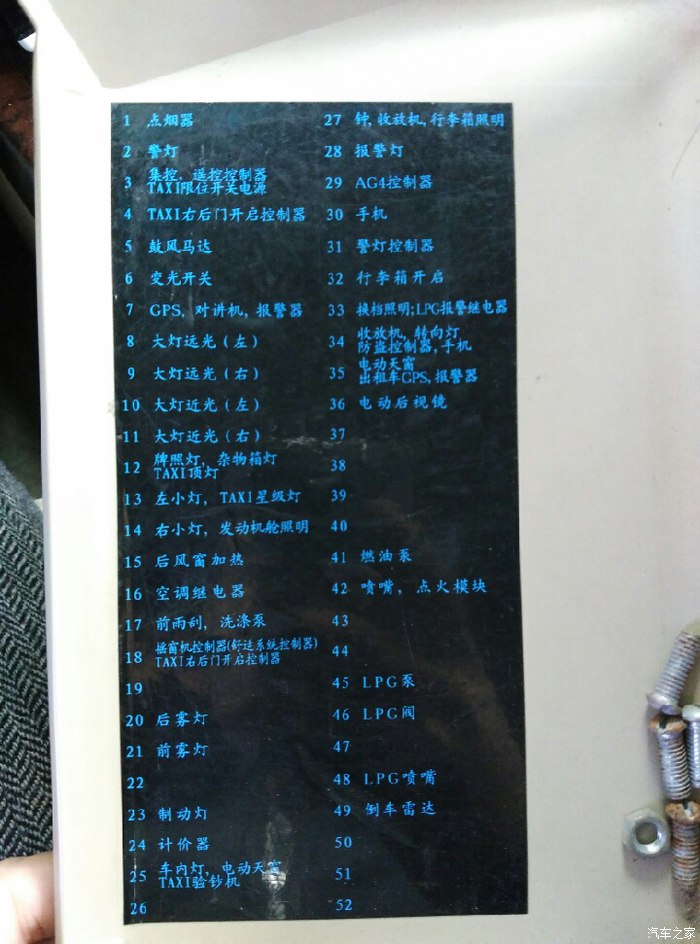 1 点烟器
2 警灯
3 集控, 遥控控制器
TAXI限位开关电源
4 TAXI右后门开启控制器
5 鼓风马达
6 变光开关
7 GPS, 对讲机, 报警器
8 大灯远光(左)
9 大灯远光(右)
10 大灯近光(左)
11 大灯近光(右)
12 牌照灯, 杂物箱灯
TAXI顶灯
13 左小灯, TAXI星级灯
14 右小灯, 发动机舱照明
15 后风窗加热
16 空调继电器
17 前雨刮, 洗涤泵
18 摇窗机控制器(舒适系统控制器)
TAXI右后门开启控制器
19
20 后雾灯
21 前雾灯
22
23 制动灯
24 计价器
25 车内灯, 电动天窗
TAXI验钞机
26
27 钟, 收放机, 行李箱照明
28 报警灯
29 AG4控制器
30 手机
31 警灯控制器
32 行李箱开启
33 换档照明; LPG报警继电器
34 收放机, 转向灯
防盗控制器, 手机
35 电动天窗
出租车GPS, 报警器
36 电动后视镜
37
38
39
40
41 燃油泵
42 喷嘴, 点火模块
43
44
45 LPG泵
46 LPG阀
47
48 LPG喷嘴
49 倒车雷达
50
51
52
汽车之家